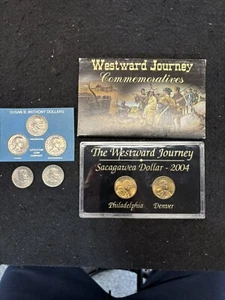 Westward Journey
Commemoratives
SUSAN B. ANTHONY DOLLARS
The Westward Journey
Sacagawea Dollar - 2004
Philadelphia Denver